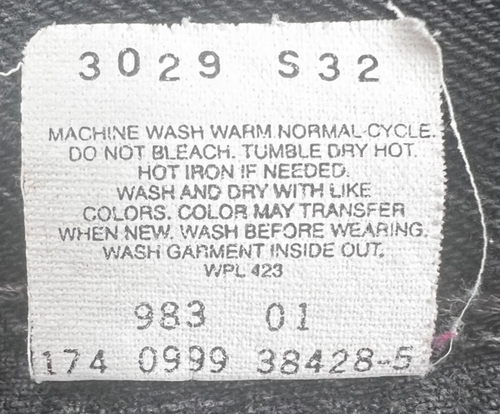 3029 S32
MACHINE WASH WARM NORMAL CYCLE.
DO NOT BLEACH. TUMBLE DRY HOT.
HOT IRON IF NEEDED.
WASH AND DRY WITH LIKE
COLORS. COLOR MAY TRANSFER
WHEN NEW. WASH BEFORE WEARING.
WASH GARMENT INSIDE OUT.
WPL 423
983 01
174 0999 38428-5